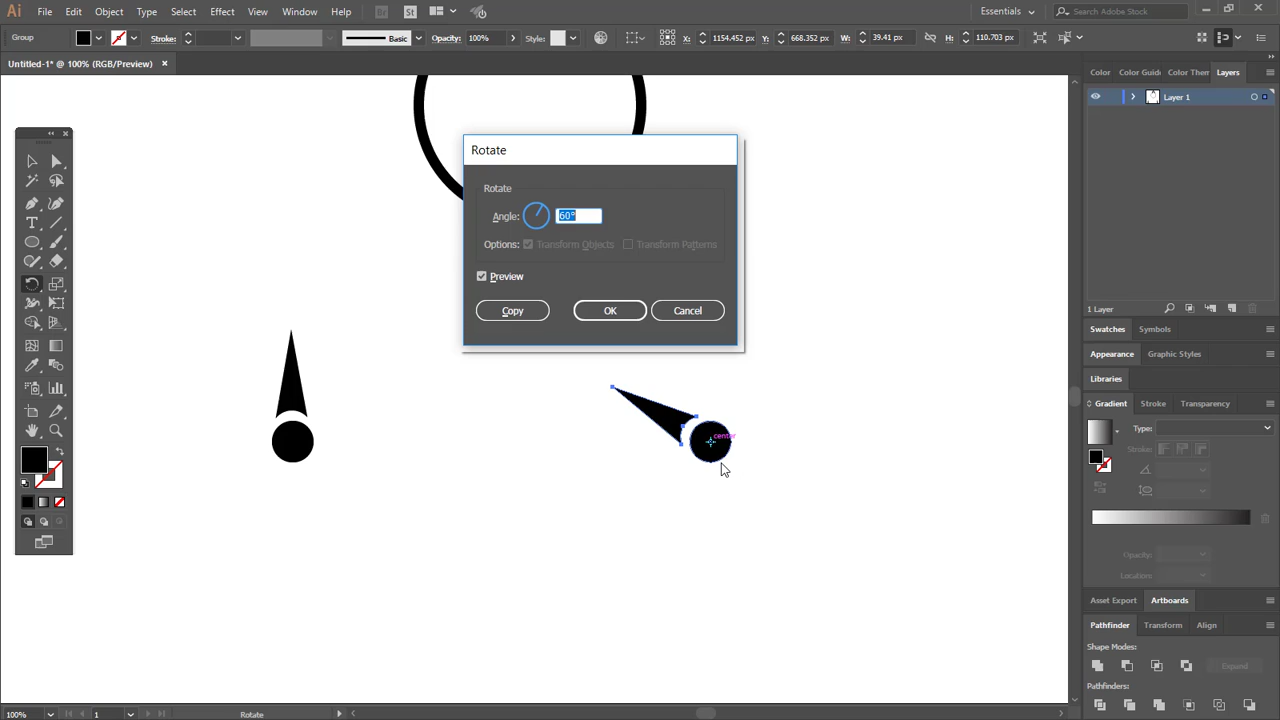 Ai File Edit Object Type Select Effect View Window Help Br St Essentials Search Adobe Stock
Group Stroke: Basic Opacity: 100% Style: X: 1154.452 px Y: 668.352 px W: 39.41 px H: 110.703 px
Untitled-1* @ 100% (RGB/Preview)
Color Color Guide Color Them Layers
Layer 1
Rotate
Rotate
Angle: 60°
Options: Transform Objects Transform Patterns
Preview
Copy OK Cancel
center
1 Layer
Swatches Symbols
Appearance Graphic Styles
Libraries
Gradient Stroke Transparency
Type:
Stroke:
Opacity:
Location:
Asset Export Artboards
Pathfinder Transform Align
Shape Modes:
Expand
Pathfinders:
100% 1 Rotate